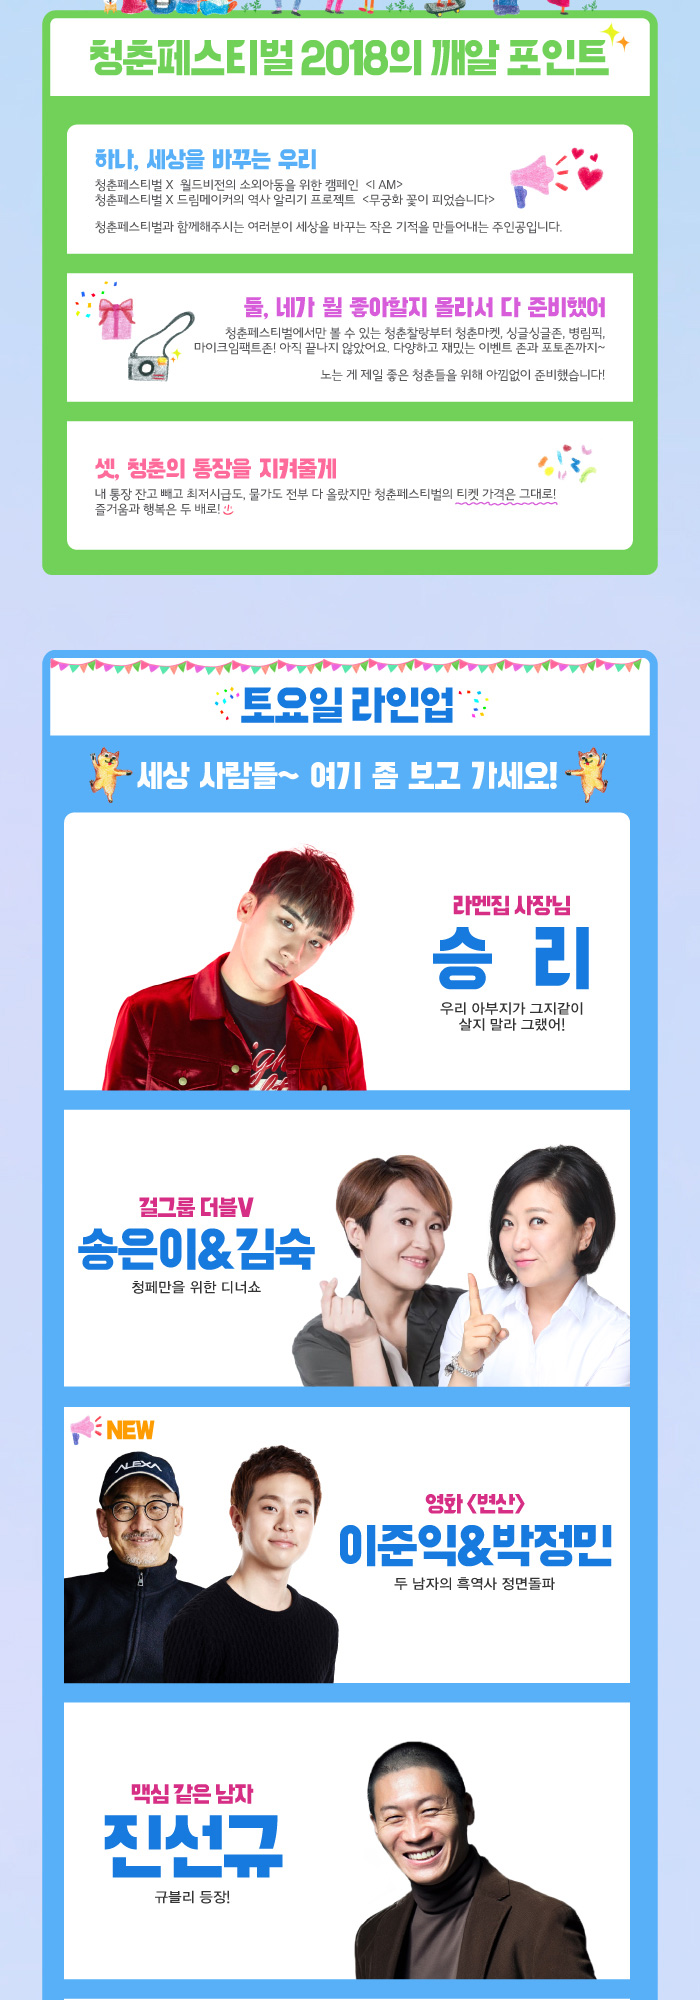 청춘페스티벌 2018의 깨알 포인트
하나, 세상을 바꾸는 우리
청춘페스티벌 X 월드비전의 소외아동을 위한 캠페인 <I AM>
청춘페스티벌 X 드림메이커의 역사 알리기 프로젝트 <무궁화 꽃이 피었습니다>
청춘페스티벌과 함께해주시는 여러분이 세상을 바꾸는 작은 기적을 만들어내는 주인공입니다.
둘, 네가 뭘 좋아할지 몰라서 다 준비했어
청춘페스티벌에서만 볼 수 있는 청춘찰랑부터 청춘마켓, 싱글싱글존, 병림픽,
마이크임팩트존! 아직 끝나지 않았어요. 다양하고 재밌는 이벤트 존과 포토존까지~
노는 게 제일 좋은 청춘들을 위해 아낌없이 준비했습니다!
셋, 청춘의 통장을 지켜줄게
내 통장 잔고 빼고 최저시급도, 물가도 전부 다 올랐지만 청춘페스티벌의 티켓 가격은 그대로!
즐거움과 행복은 두 배로!
토요일 라인업
세상 사람들~ 여기 좀 보고 가세요!
라멘집 사장님
승 리
우리 아부지가 그지같이
살지 말라 그랬어!
걸그룹 더블V
송은이&김숙
청페만을 위한 디너쇼
NEW
ALEXA
영화 <변산>
이준익&박정민
두 남자의 흑역사 정면돌파
맥심 같은 남자
진선규
규블리 등장!